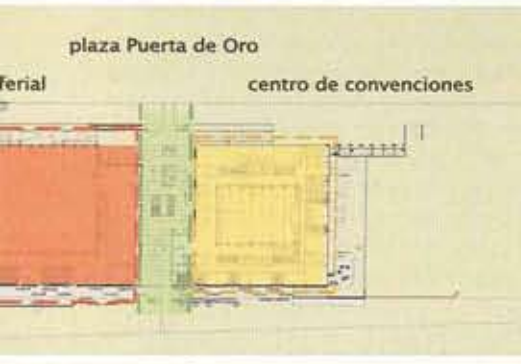 plaza Puerta de Oro
ferial
centro de convenciones